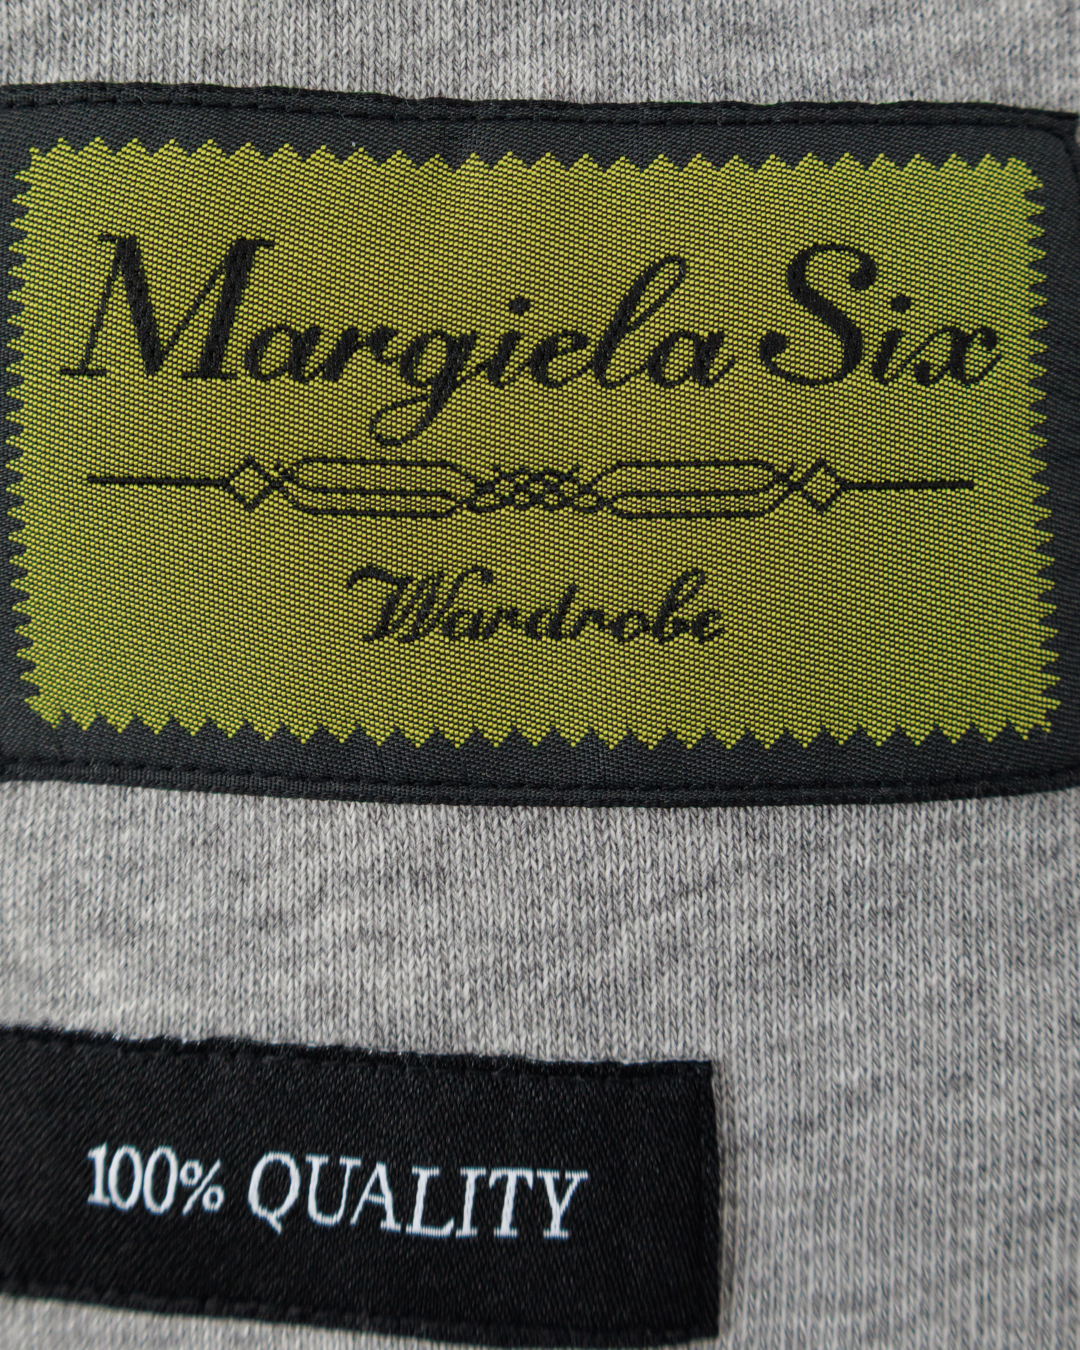 Margiela Six
Wardrobe
100% QUALITY